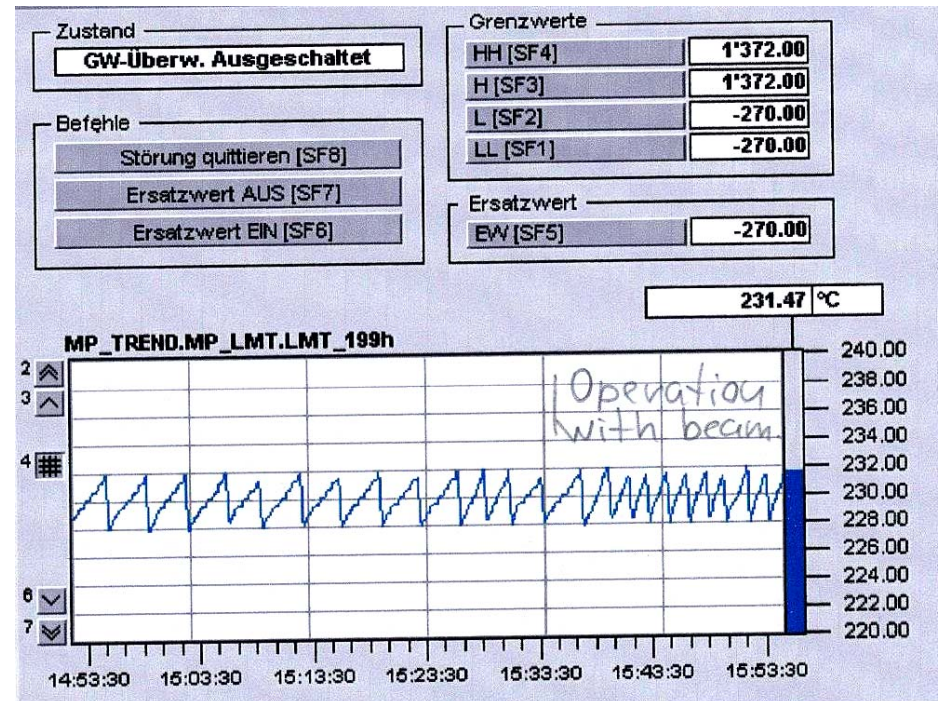 Zustand
GW-Überw. Ausgeschaltet
Befehle
Störung quittieren [SF8]
Ersatzwert AUS [SF7]
Ersatzwert EIN [SF6]
Grenzwerte
HH [SF4] 1'372.00
H [SF3] 1'372.00
L [SF2] -270.00
LL [SF1] -270.00
Ersatzwert
EW [SF5] -270.00
231.47 °C
MP_TREND.MP_LMT.LMT_199h
2
3
4
6
7
Operation
with beam.
240.00
238.00
236.00
234.00
232.00
230.00
228.00
226.00
224.00
222.00
220.00
14:53:30 15:03:30 15:13:30 15:23:30 15:33:30 15:43:30 15:53:30